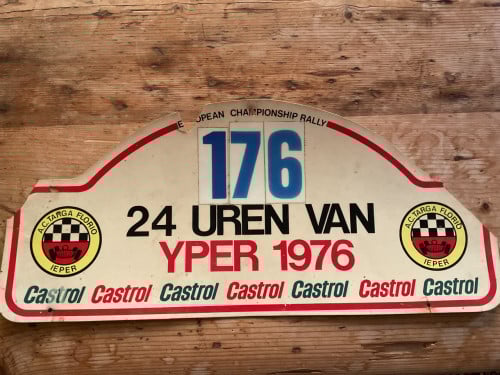 EUROPEAN CHAMPIONSHIP RALLY
176
24 UREN VAN
YPER 1976
A.C. TARGA FLORIO
IEPER
A.C. TARGA FLORIO
IEPER
Castrol Castrol Castrol Castrol Castrol Castrol Castrol